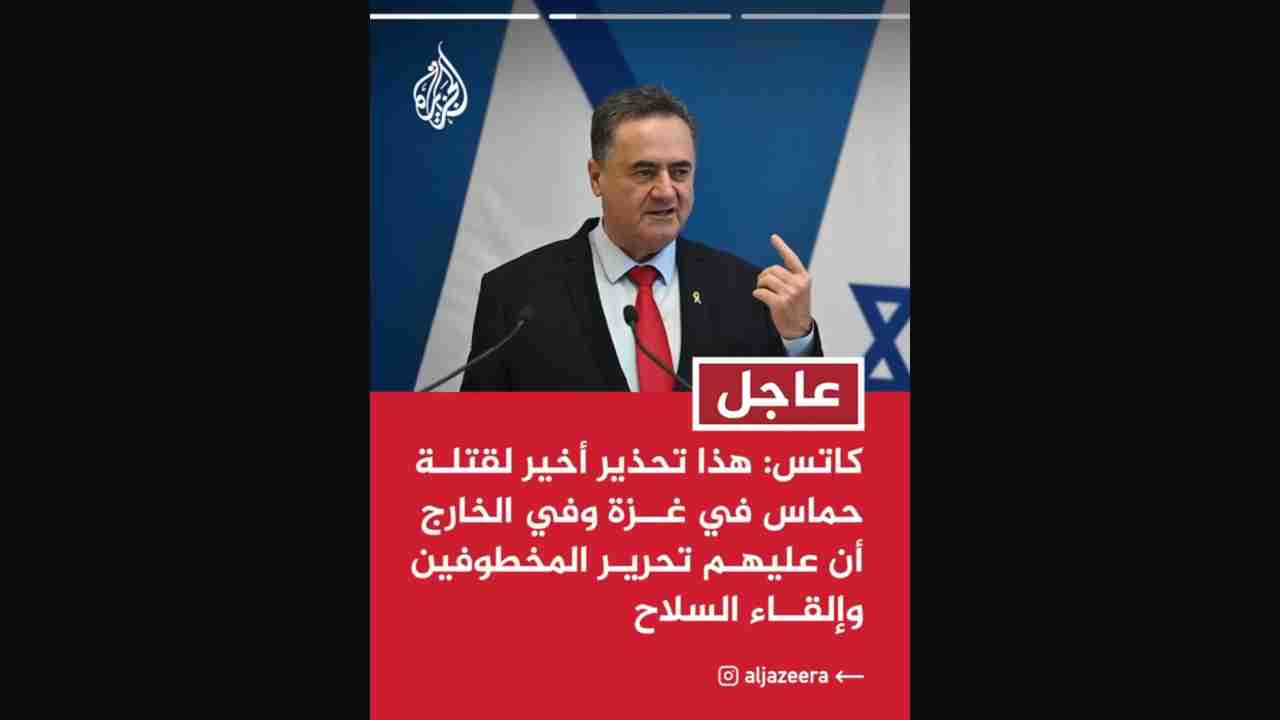 الجزيرة
عاجل
كاتس: هذا تحذير أخير لقتلة
حماس في غزة وفي الخارج
أن عليهم تحرير المخطوفين
وإلقاء السلاح
aljazeera